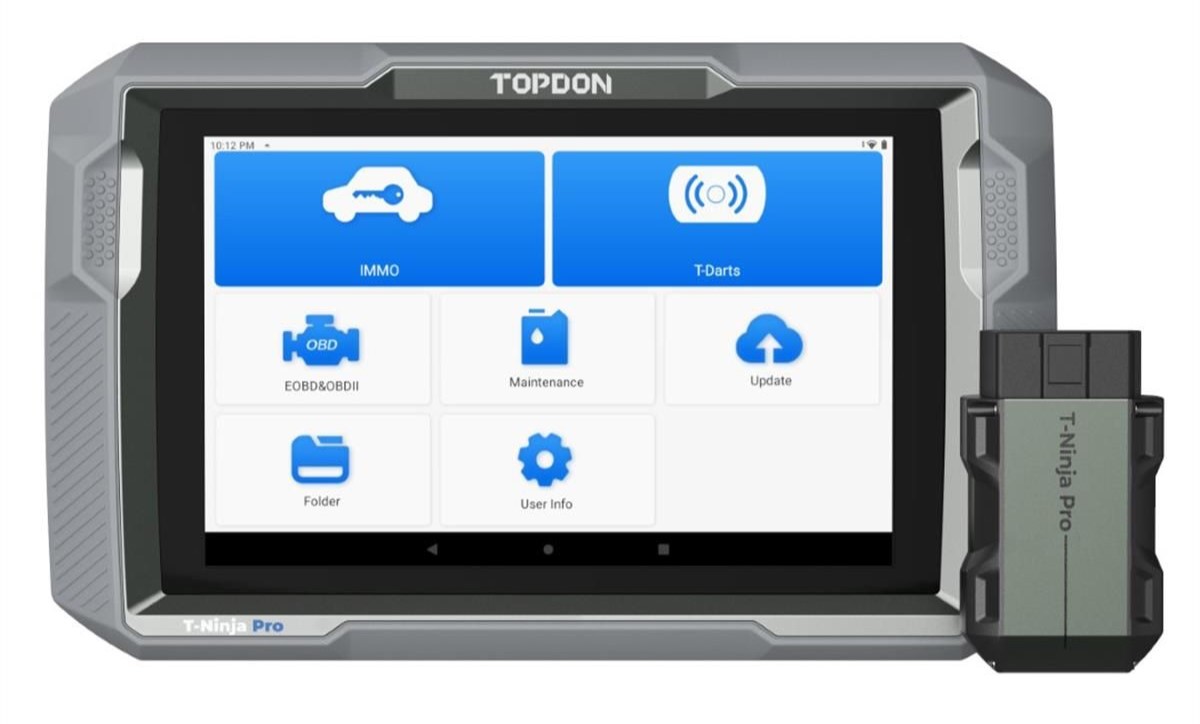 TOPDON
10:12 PM
IMMO
T-Darts
OBD
EOBD&OBDII
Maintenance
Update
Folder
User Info
T-Ninja Pro
T-Ninja Pro